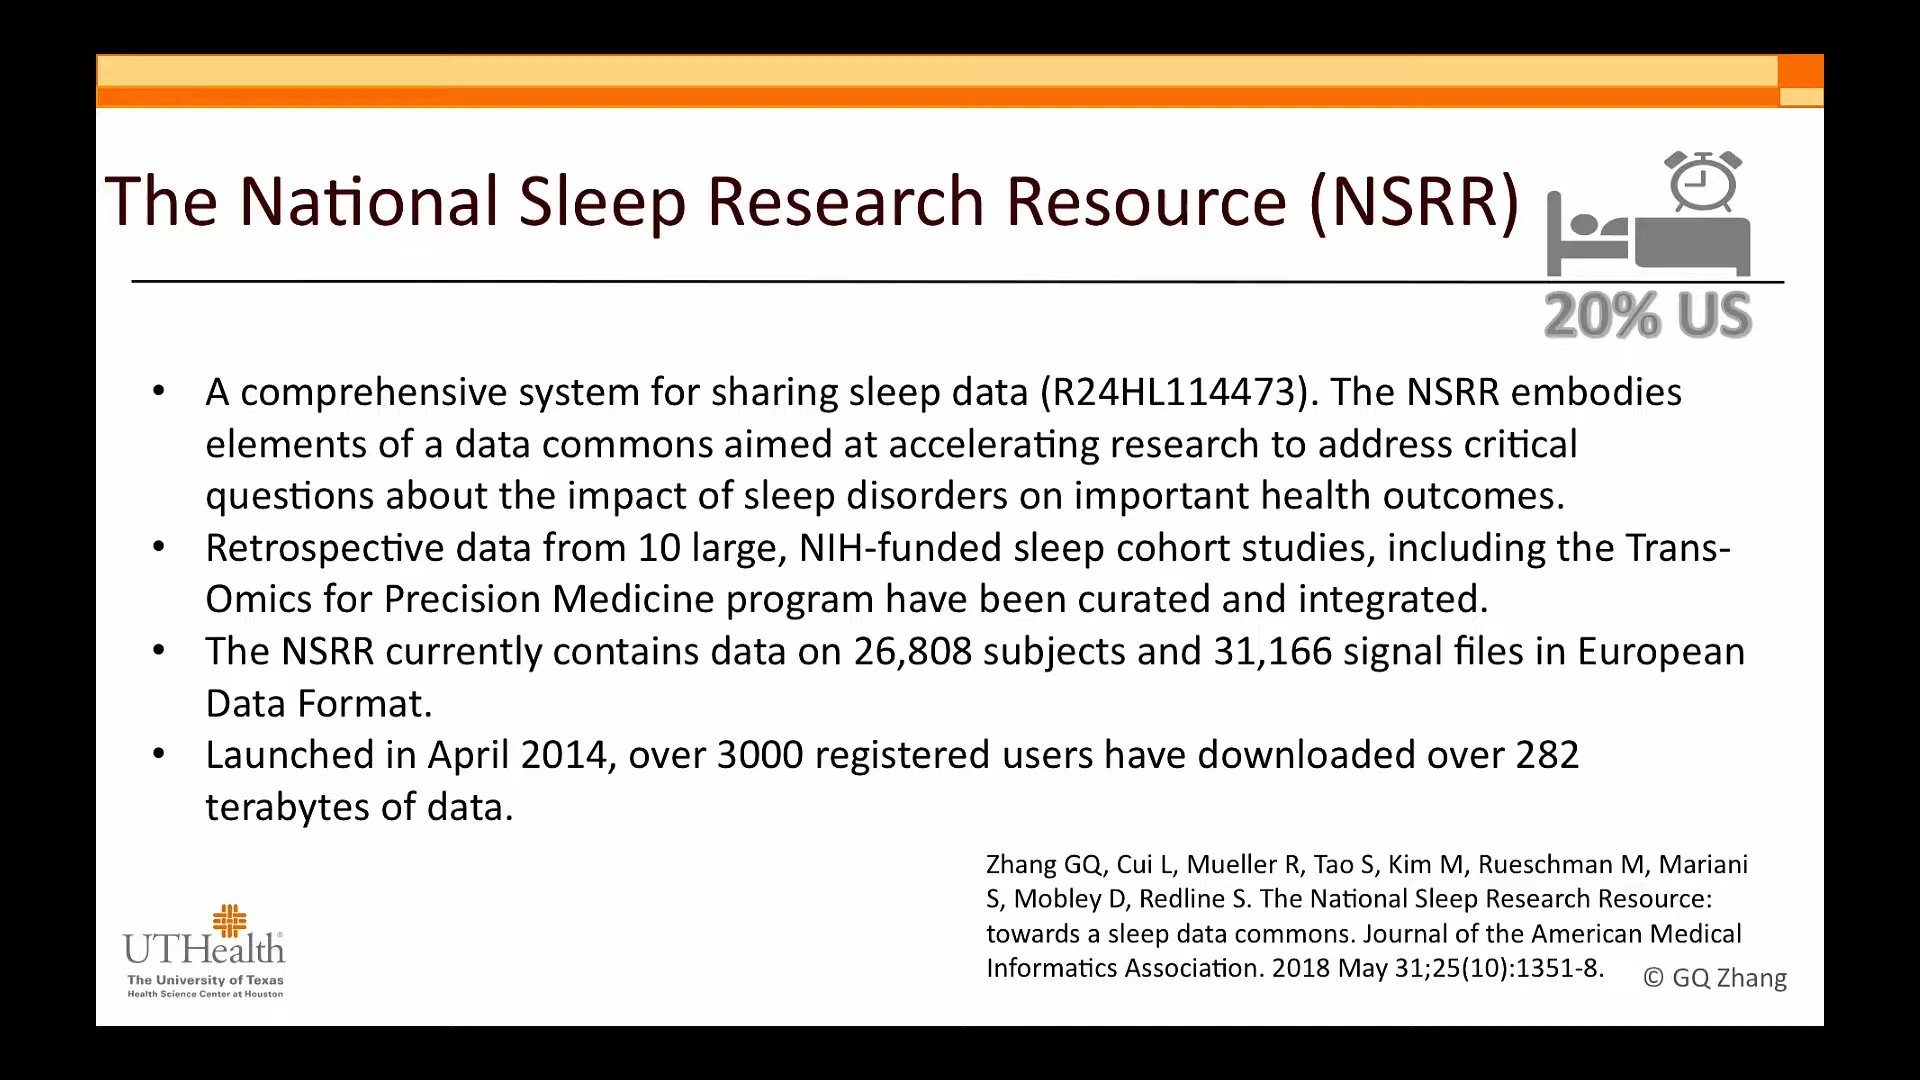 The National Sleep Research Resource (NSRR)
20% US
• A comprehensive system for sharing sleep data (R24HL114473). The NSRR embodies
elements of a data commons aimed at accelerating research to address critical
questions about the impact of sleep disorders on important health outcomes.
• Retrospective data from 10 large, NIH-funded sleep cohort studies, including the Trans-
Omics for Precision Medicine program have been curated and integrated.
• The NSRR currently contains data on 26,808 subjects and 31,166 signal files in European
Data Format.
• Launched in April 2014, over 3000 registered users have downloaded over 282
terabytes of data.
Zhang GQ, Cui L, Mueller R, Tao S, Kim M, Rueschman M, Mariani
S, Mobley D, Redline S. The National Sleep Research Resource:
towards a sleep data commons. Journal of the American Medical
Informatics Association. 2018 May 31;25(10):1351-8.
© GQ Zhang
UTHealth®
The University of Texas
Health Science Center at Houston